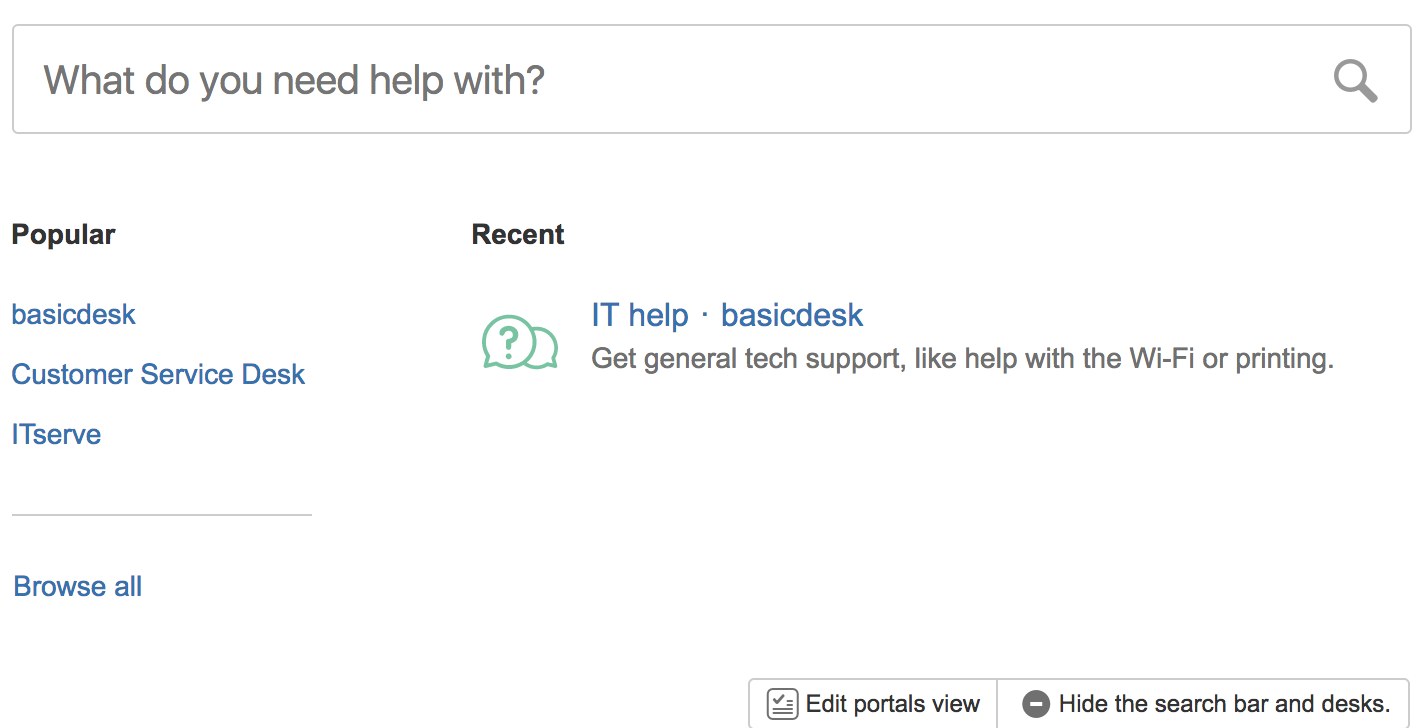 What do you need help with?
Popular
basicdesk
Customer Service Desk
ITserve
Browse all
Recent
IT help · basicdesk
Get general tech support, like help with the Wi-Fi or printing.
Edit portals view
Hide the search bar and desks.